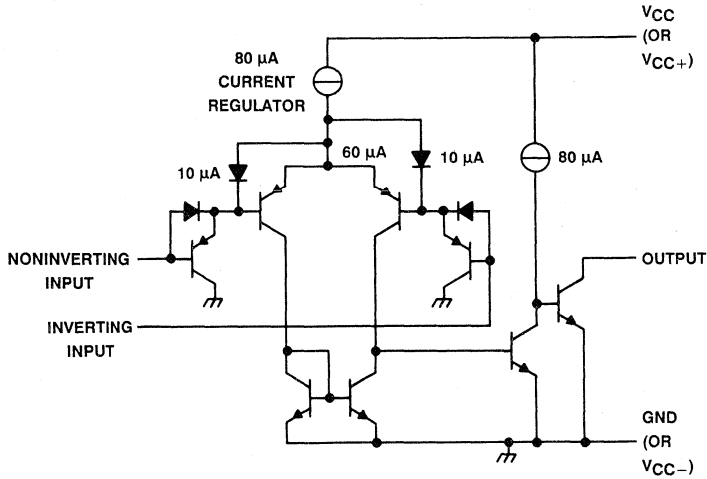 VCC
(OR
VCC+)
80 µA
CURRENT
REGULATOR
60 µA
10 µA
10 µA
80 µA
NONINVERTING
INPUT
OUTPUT
INVERTING
INPUT
GND
(OR
VCC−)